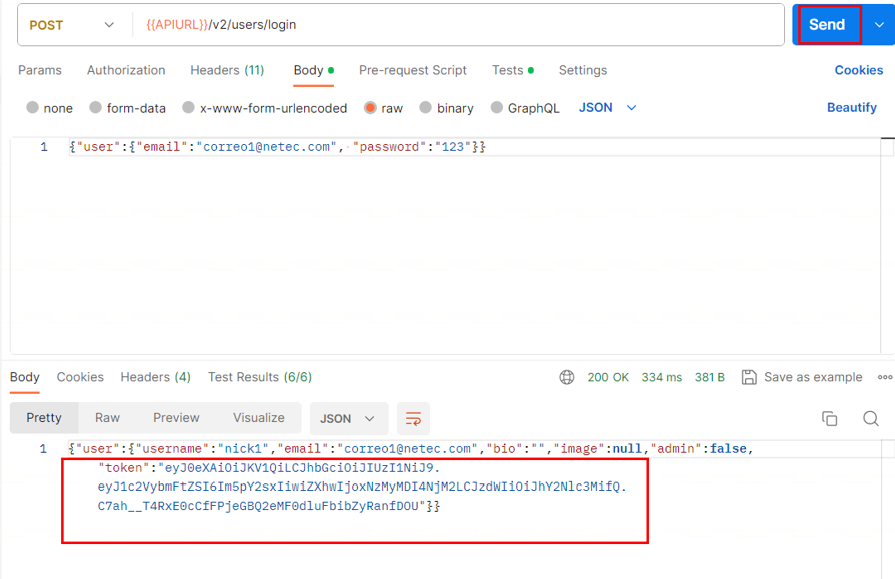 POST {{APIURL}}/v2/users/login Send
Params Authorization Headers (11) Body Pre-request Script Tests Settings Cookies
none form-data x-www-form-urlencoded raw binary GraphQL JSON Beautify
1 {"user":{"email":"correo1@netec.com", "password":"123"}}
Body Cookies Headers (4) Test Results (6/6) 200 OK 334 ms 381 B Save as example
Pretty Raw Preview Visualize JSON
1 {"user":{"username":"nick1","email":"correo1@netec.com","bio":"","image":null,"admin":false,
"token":"eyJ0eXAiOiJKV1QiLCJhbGciOiJIUzI1NiJ9.
eyJ1c2VybmFtZSI6Im5pY2sxIiwiZXhwIjoxNzMyMDI4NjM2LCJzdWIiOiJhY2Nlc3MifQ.
C7ah__T4RxE0cCfFPjeGBQ2eMF0dluFbibZyRanfDOU"}}